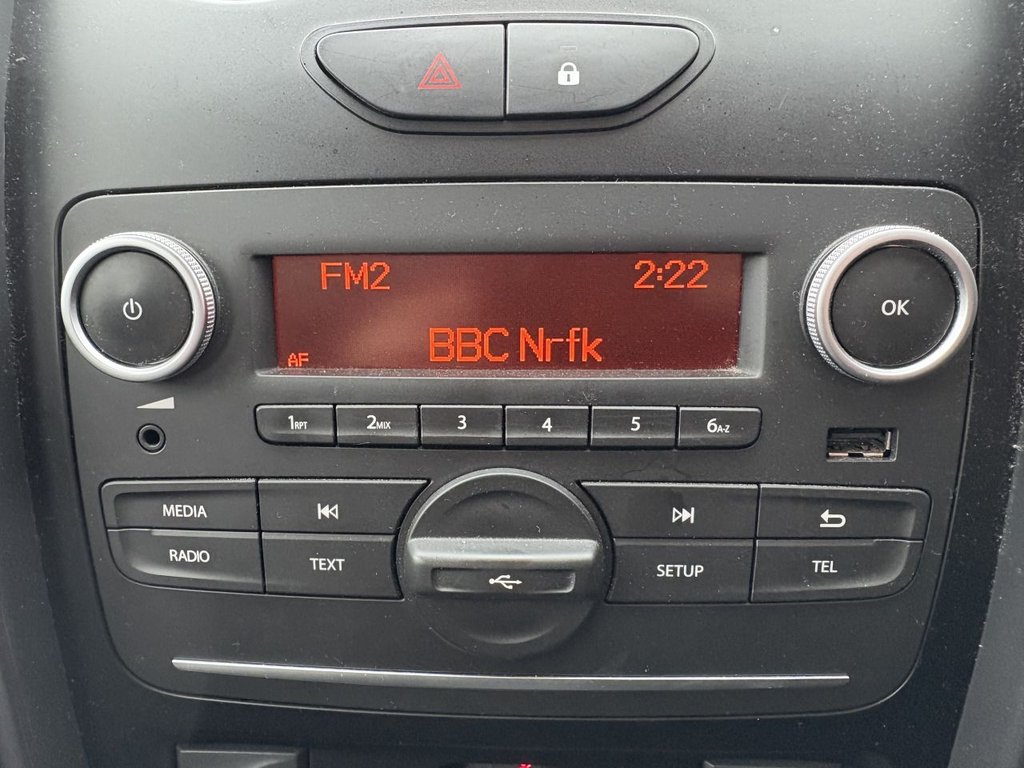 FM2 2:22
BBC Nrfk
AF
OK
1RPT 2MIX 3 4 5 6A-Z
MEDIA
RADIO TEXT SETUP TEL